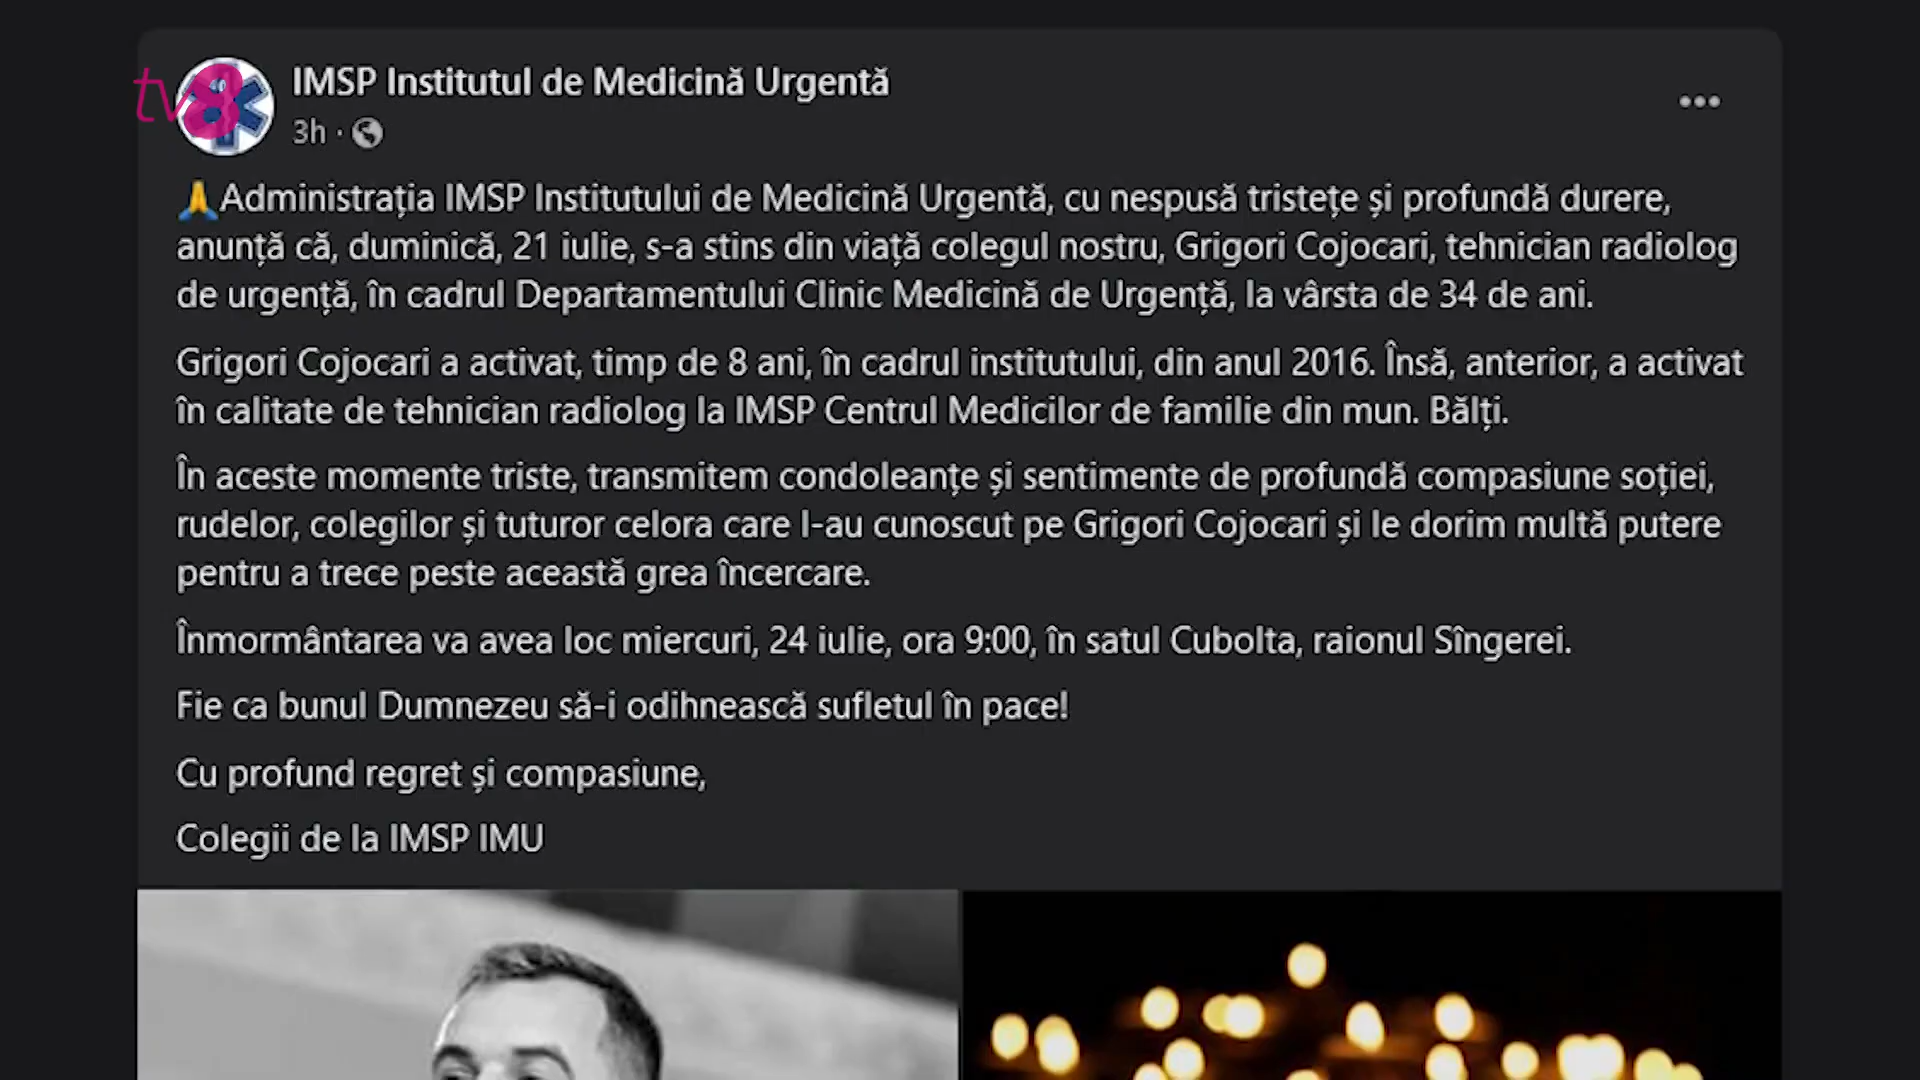 tv8
IMSP Institutul de Medicină Urgentă
3h ·
🙏Administrația IMSP Institutului de Medicină Urgentă, cu nespusă tristețe și profundă durere,
anunță că, duminică, 21 iulie, s-a stins din viață colegul nostru, Grigori Cojocari, tehnician radiolog
de urgență, în cadrul Departamentului Clinic Medicină de Urgență, la vârsta de 34 de ani.
Grigori Cojocari a activat, timp de 8 ani, în cadrul institutului, din anul 2016. Însă, anterior, a activat
în calitate de tehnician radiolog la IMSP Centrul Medicilor de familie din mun. Bălți.
În aceste momente triste, transmitem condoleanțe și sentimente de profundă compasiune soției,
rudelor, colegilor și tuturor celora care l-au cunoscut pe Grigori Cojocari și le dorim multă putere
pentru a trece peste această grea încercare.
Înmormântarea va avea loc miercuri, 24 iulie, ora 9:00, în satul Cubolta, raionul Sîngerei.
Fie ca bunul Dumnezeu să-i odihnească sufletul în pace!
Cu profund regret și compasiune,
Colegii de la IMSP IMU